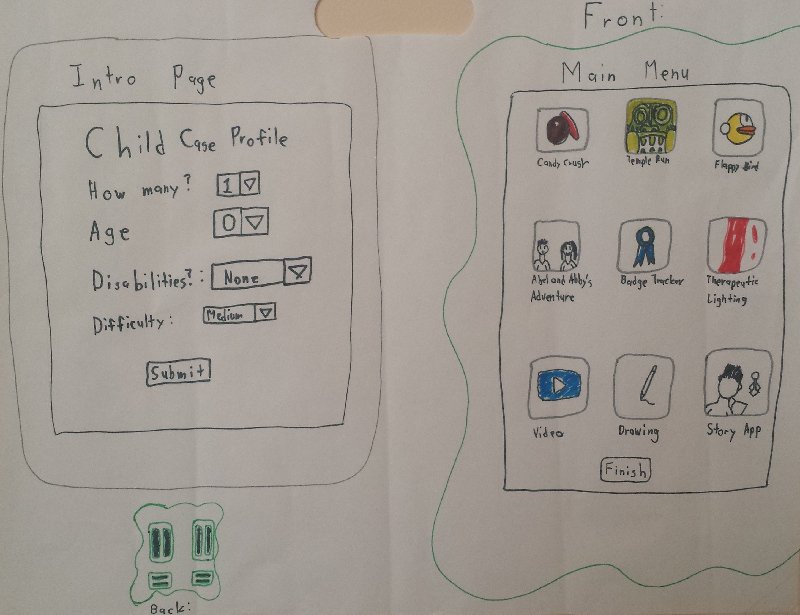 Intro Page
Child Case Profile
How many? 1
Age 0
Disabilities?: None
Difficulty: Medium
Submit
Back:
Front:
Main Menu
Candy Crush
Temple Run
Flappy Bird
Abel and Abby's
Adventure
Badge Tracker
Therapeutic
Lighting
Video
Drawing
Story App
Finish